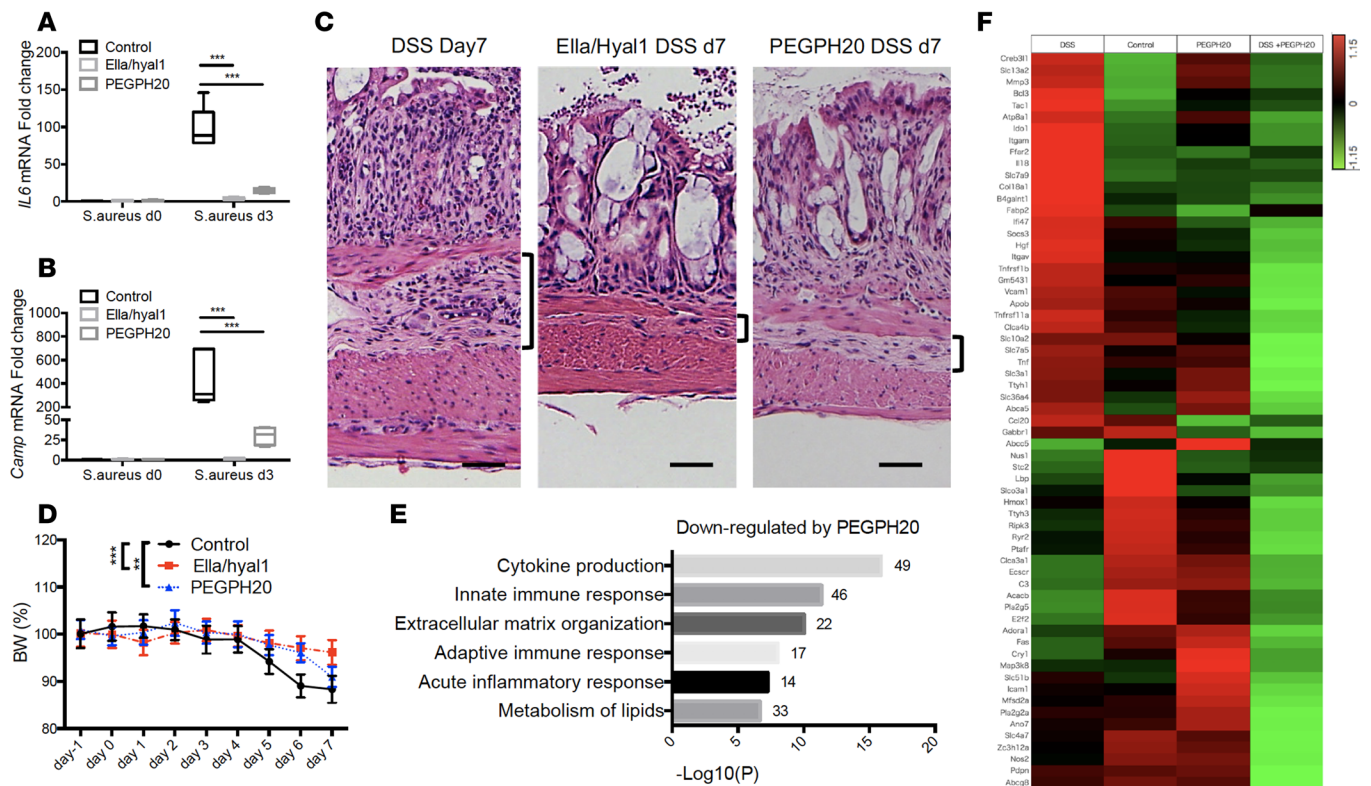 A
IL6 mRNA Fold change
200
150
100
50
0
Control
Ella/hyal1
PEGPH20
***
***
S.aureus d0
S.aureus d3
B
Camp mRNA Fold change
1000
800
600
400
200
50
25
0
Control
Ella/hyal1
PEGPH20
***
***
S.aureus d0
S.aureus d3
C
DSS Day7
Ella/Hyal1 DSS d7
PEGPH20 DSS d7
D
BW (%)
120
110
100
90
80
***
**
Control
Ella/hyal1
PEGPH20
day-1
day 0
day 1
day 2
day 3
day 4
day 5
day 6
day 7
E
Down-regulated by PEGPH20
Cytokine production 49
Innate immune response 46
Extracellular matrix organization 22
Adaptive immune response 17
Acute inflammatory response 14
Metabolism of lipids 33
0 5 10 15 20
-Log10(P)
F
DSS Control PEGPH20 DSS +PEGPH20
1.15
0
-1.15
Creb3l1
Slc13a2
Mmp3
Bcl3
Tac1
Atp8a1
Ido1
Itgam
Ffar2
Il18
Slc7a9
Col18a1
B4galnt1
Fabp2
Ifi47
Socs3
Hgf
Itgav
Tnfrsf1b
Gm5431
Vcam1
Apob
Tnfrsf11a
Clca4b
Slc10a2
Slc7a5
Tnf
Slc3a1
Ttyh1
Slc36a4
Abca5
Ccl20
Gabbr1
Abcc5
Nus1
Stc2
Lbp
Slco3a1
Hmox1
Ttyh3
Ripk3
Ryr2
Ptafr
Clca3a1
Ecscr
C3
Acacb
Pla2g5
E2f2
Adora1
Fas
Cry1
Map3k8
Slc51b
Icam1
Mfsd2a
Pla2g2a
Ano7
Slc4a7
Zc3h12a
Nos2
Pdpn
Abcg8